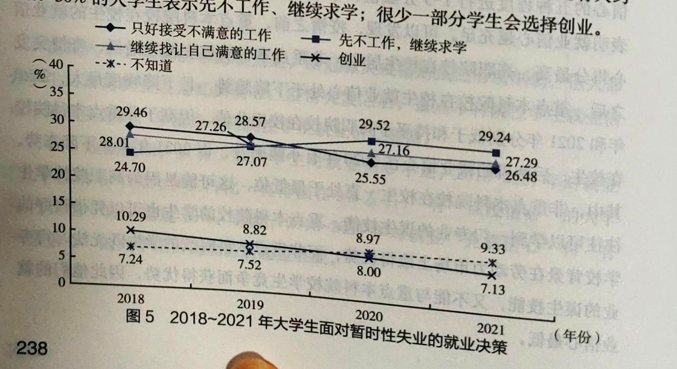 30%的大学生表示先不工作、继续求学；很少一部分学生会选择创业。
只好接受不满意的工作 先不工作，继续求学
继续找让自己满意的工作 创业
不知道
(%)
40
35
30
25
20
15
10
5
0
29.46 28.57 29.52 29.24
28.01 27.26 27.16 27.29
24.70 27.07 25.55 26.48
10.29 8.82 8.97 9.33
7.24 7.52 8.00 7.13
2018 2019 2020 2021 (年份)
图5 2018~2021年大学生面对暂时性失业的就业决策
238